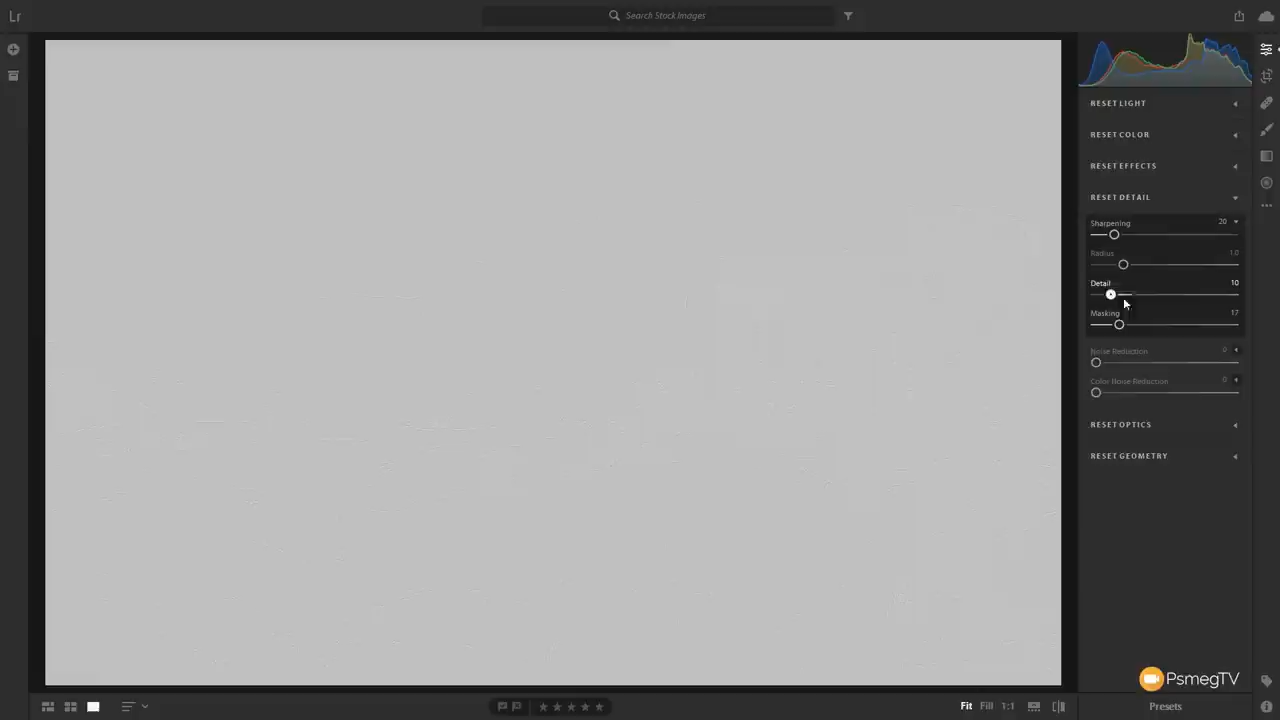 Lr
Search Stock Images
RESET LIGHT
RESET COLOR
RESET EFFECTS
RESET DETAIL
Sharpening 20
Radius 1.0
Detail 10
Masking 17
Noise Reduction 0
Color Noise Reduction 0
RESET OPTICS
RESET GEOMETRY
PsmegTV
Fit Fill 1:1
Presets